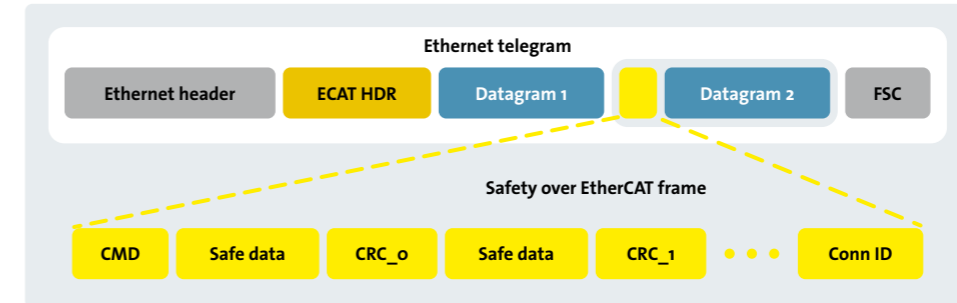 Ethernet telegram
Ethernet header ECAT HDR Datagram 1 Datagram 2 FSC
Safety over EtherCAT frame
CMD Safe data CRC_0 Safe data CRC_1 Conn ID